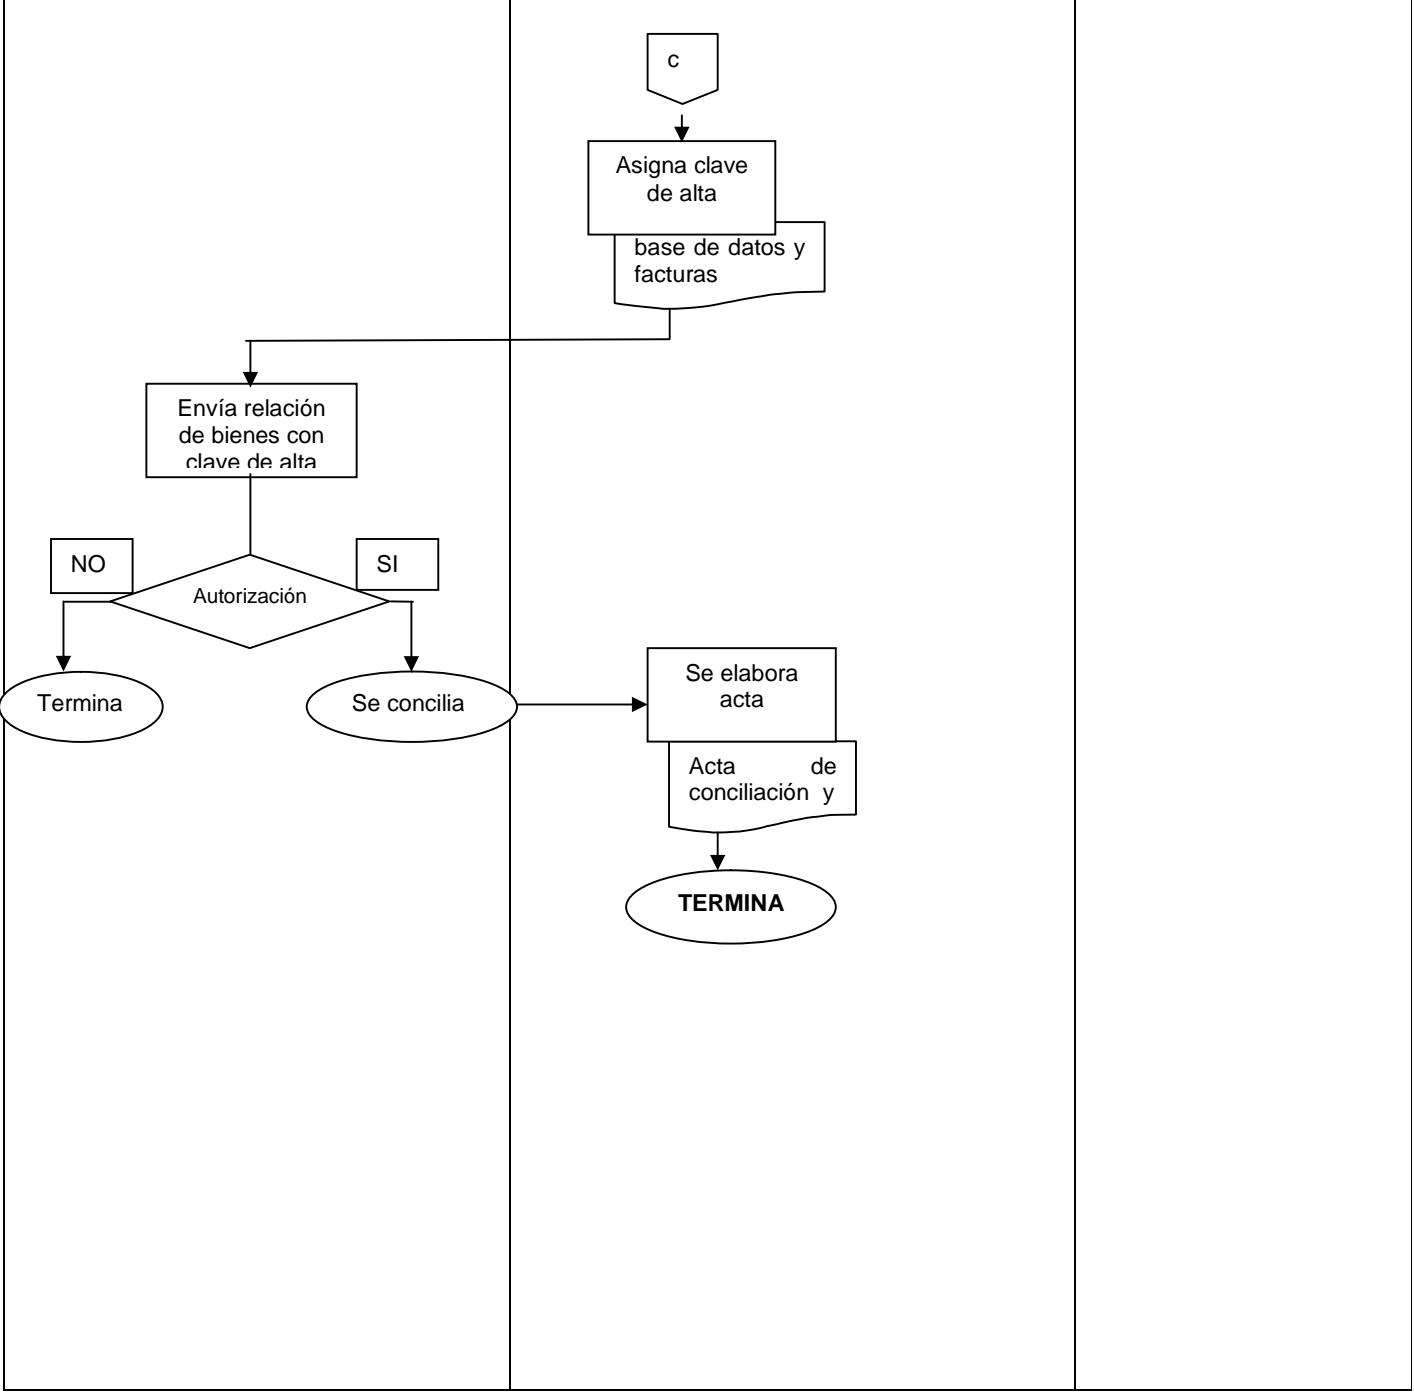 c
Asigna clave
de alta
base de datos y
facturas
Envía relación
de bienes con
clave de alta
NO
SI
Autorización
Termina
Se concilia
Se elabora
acta
Acta de
conciliación y
TERMINA